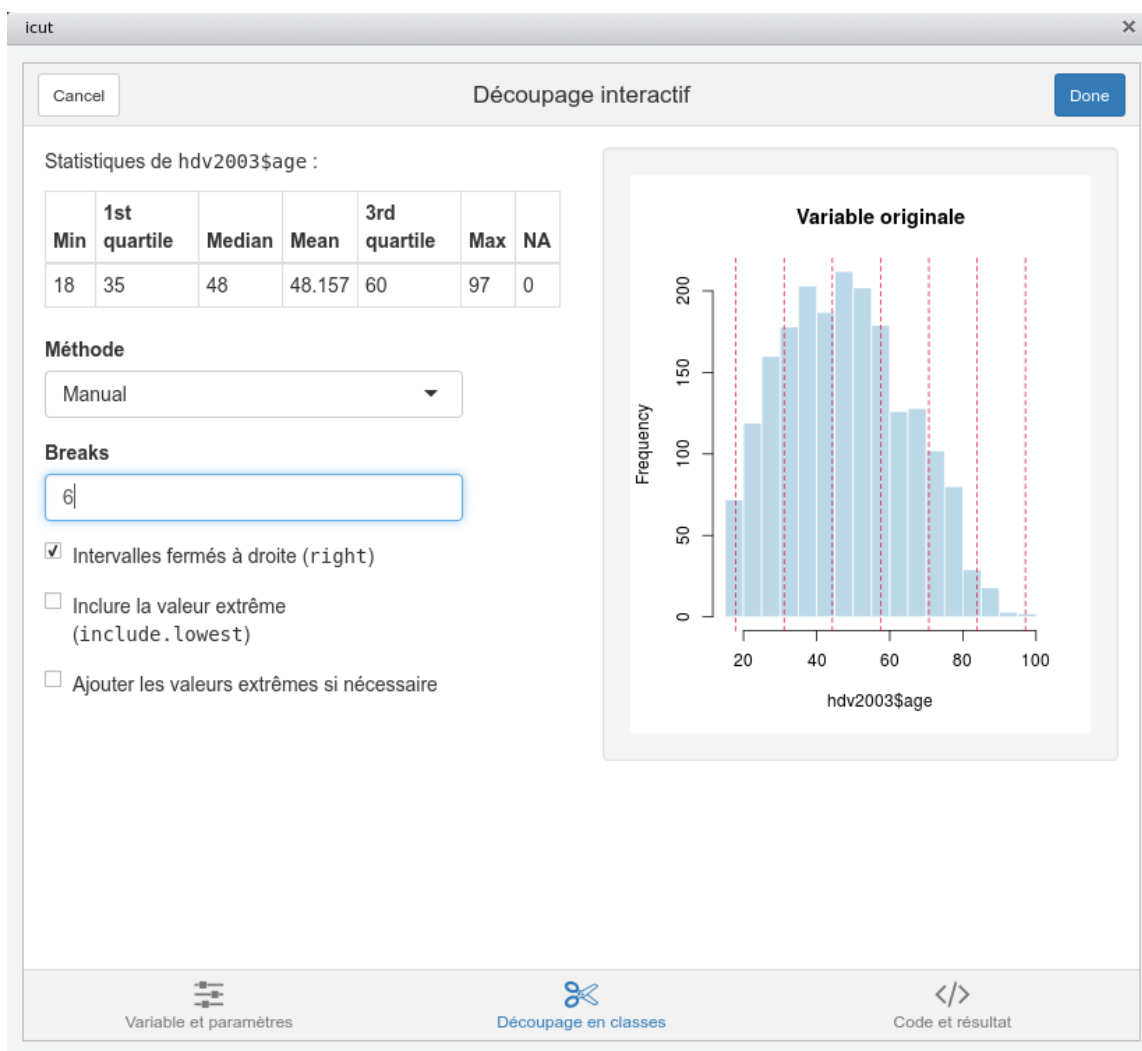 icut
×
Cancel
Découpage interactif
Done
Statistiques de hdv2003$age :
Min 1st quartile Median Mean 3rd quartile Max NA
18 35 48 48.157 60 97 0
Méthode
Manual
Breaks
6
Intervalles fermés à droite (right)
Inclure la valeur extrême
(include.lowest)
Ajouter les valeurs extrêmes si nécessaire
Variable originale
Frequency
200
150
100
50
0
20 40 60 80 100
hdv2003$age
Variable et paramètres
Découpage en classes
</>
Code et résultat